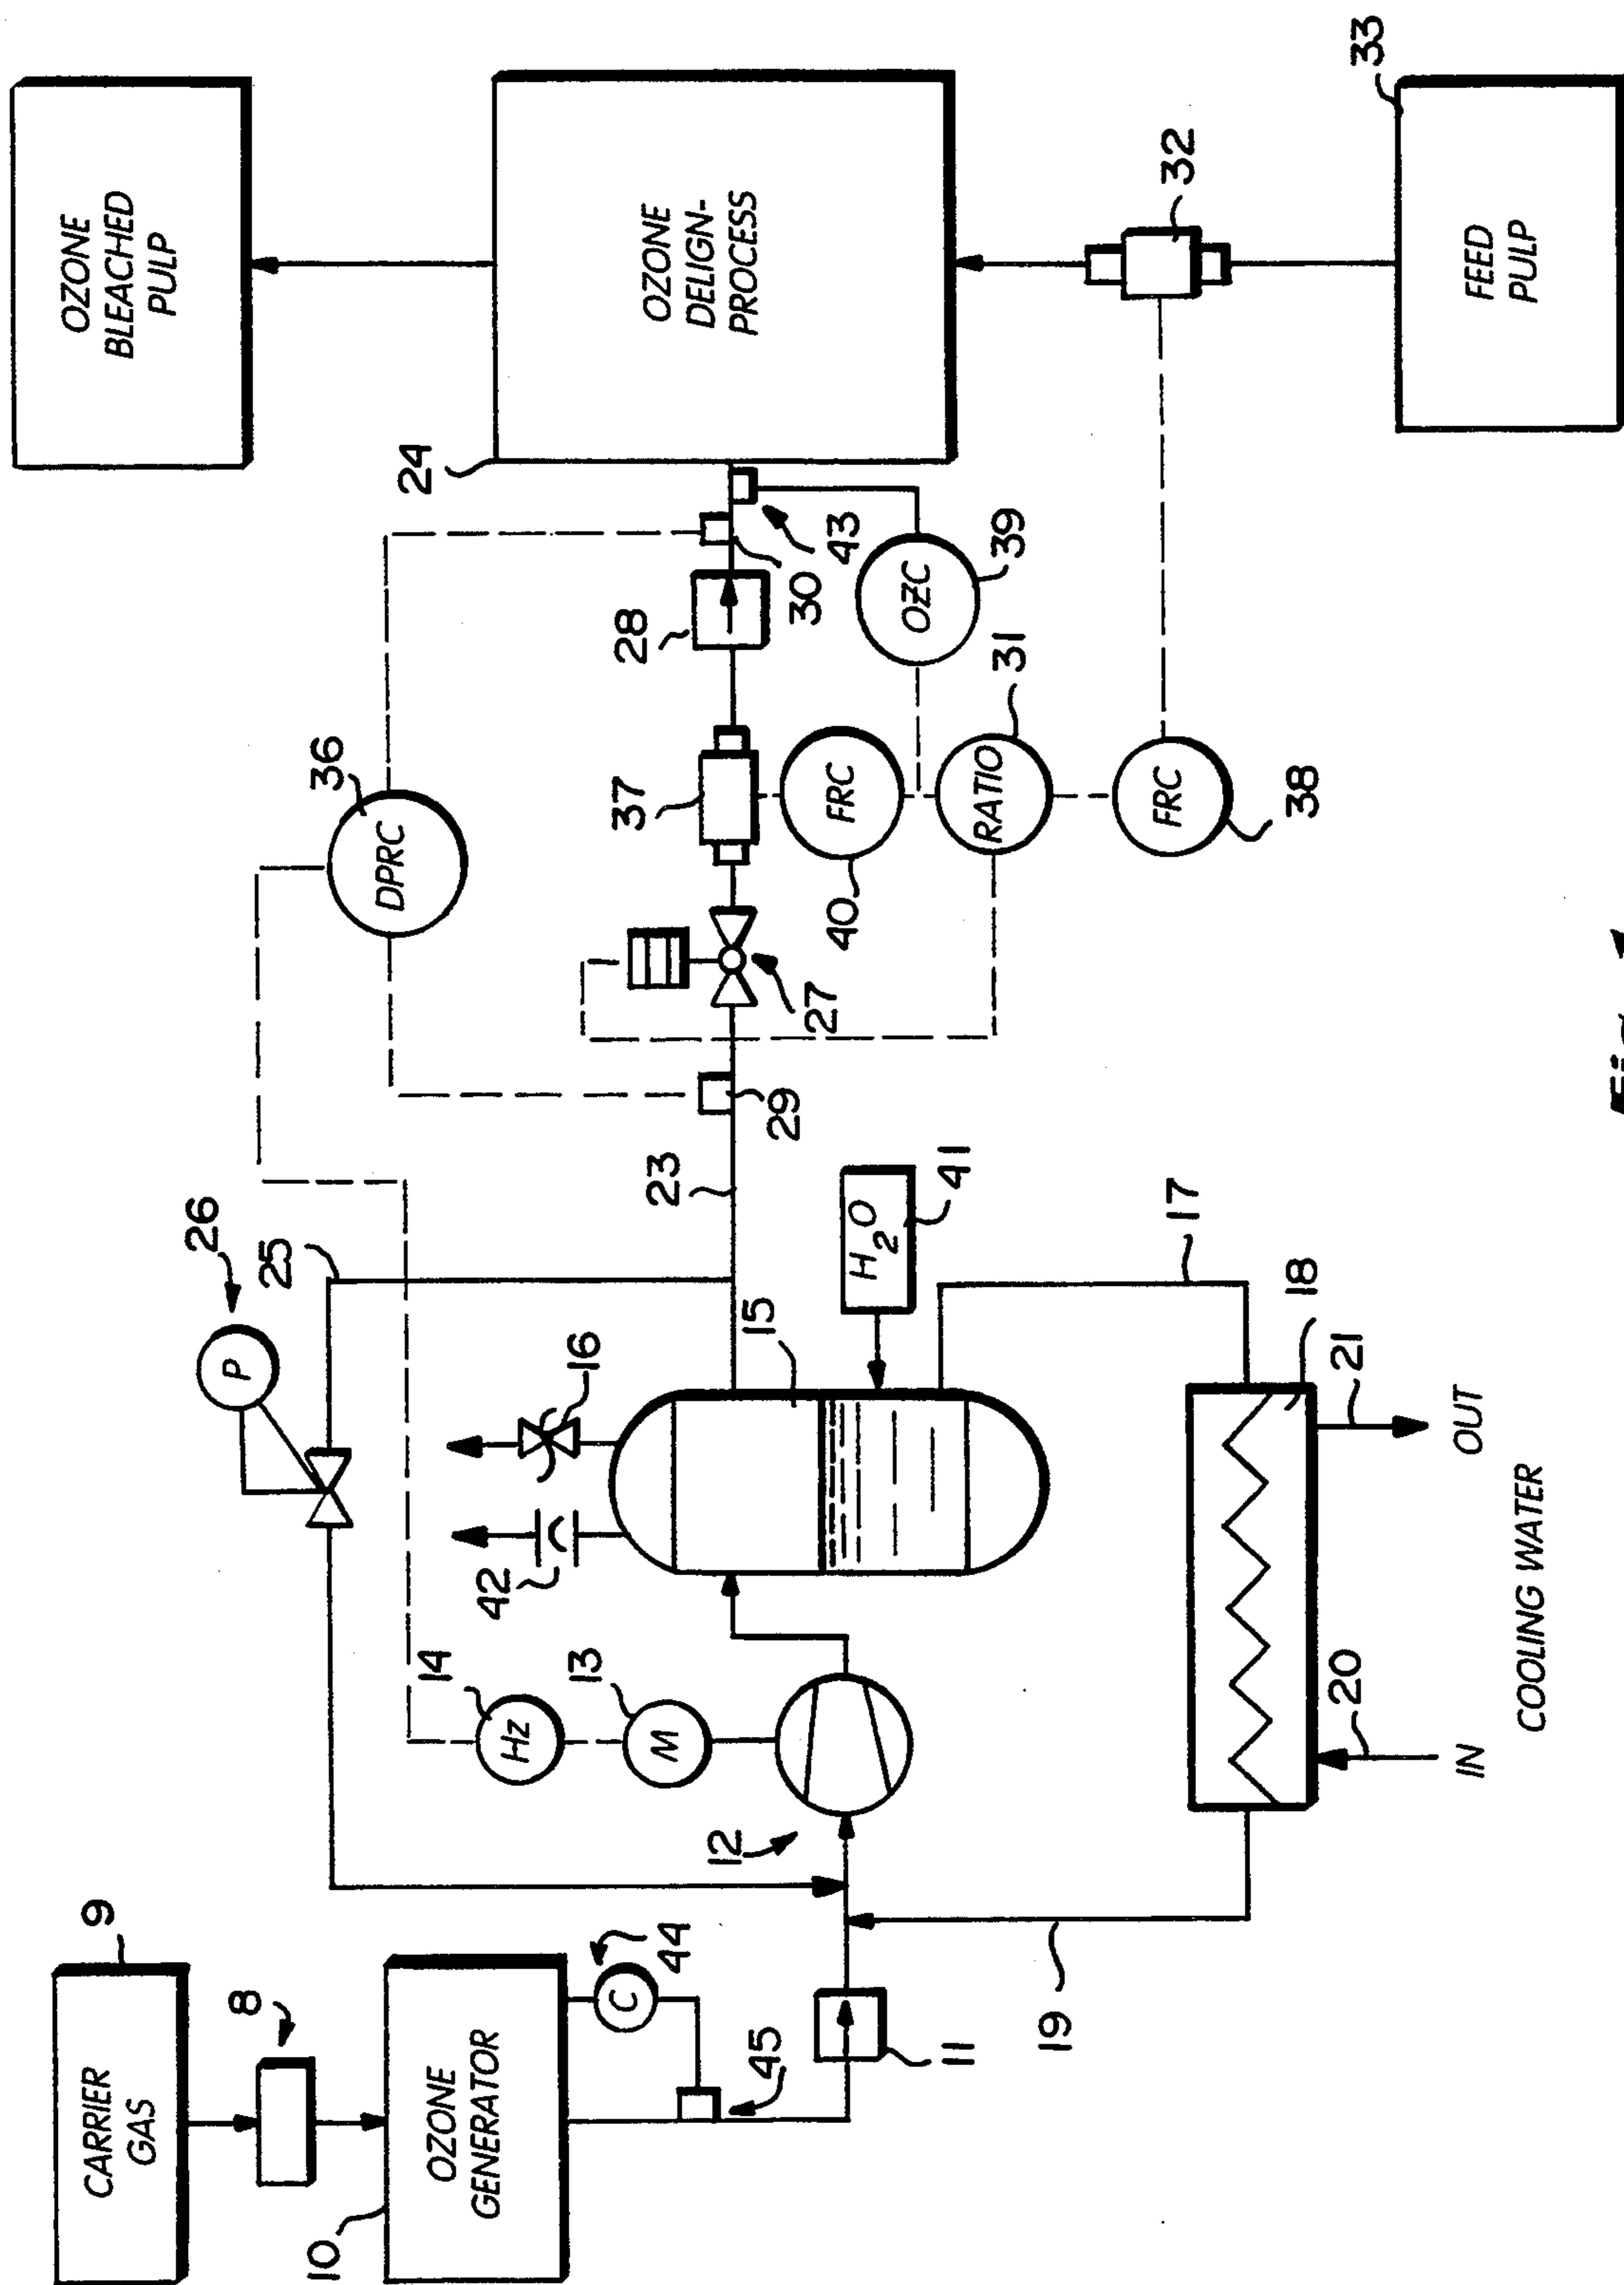 CARRIER
GAS
9
8
OZONE
GENERATOR
10
C
44
45
11
12
19
Hz
14
M
13
P
26
25
42
16
15
H2O
41
17
18
20
21
IN
OUT
COOLING WATER
23
29
DPRC
36
27
37
28
30
43
24
FRC
40
OZC
39
RATIO
31
FRC
38
OZONE
BLEACHED
PULP
OZONE
DELIGN-
PROCESS
32
33
FEED
PULP